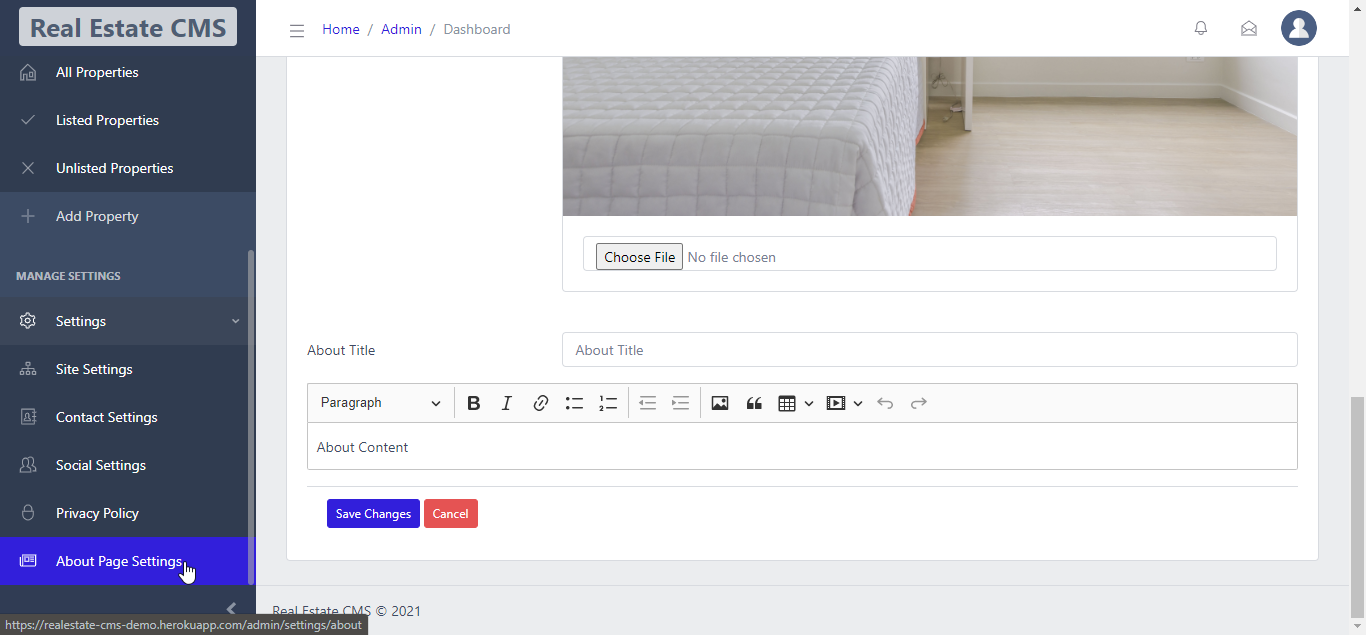 Real Estate CMS
All Properties
Listed Properties
Unlisted Properties
Add Property
MANAGE SETTINGS
Settings
Site Settings
Contact Settings
Social Settings
Privacy Policy
About Page Settings
https://realestate-cms-demo.herokuapp.com/admin/settings/about
Home / Admin / Dashboard
Choose File No file chosen
About Title
About Title
Paragraph
About Content
Save Changes Cancel
Real Estate CMS © 2021